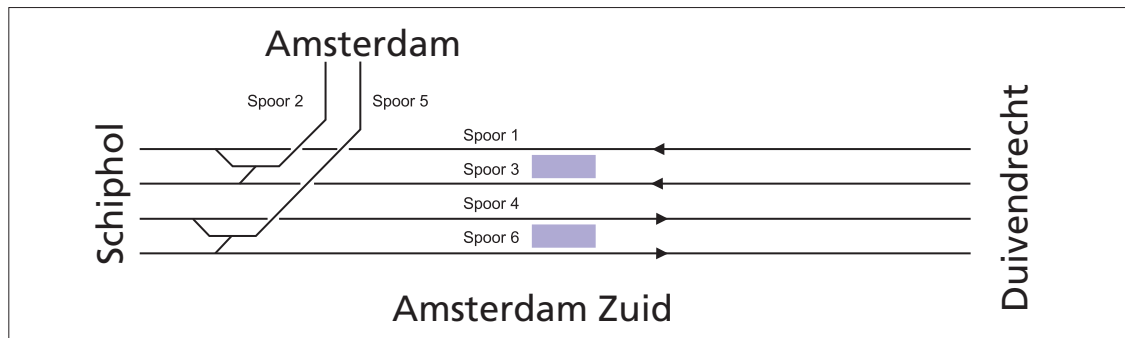 Amsterdam
Spoor 2
Spoor 5
Schiphol
Spoor 1
Spoor 3
Spoor 4
Spoor 6
Duivendrecht
Amsterdam Zuid